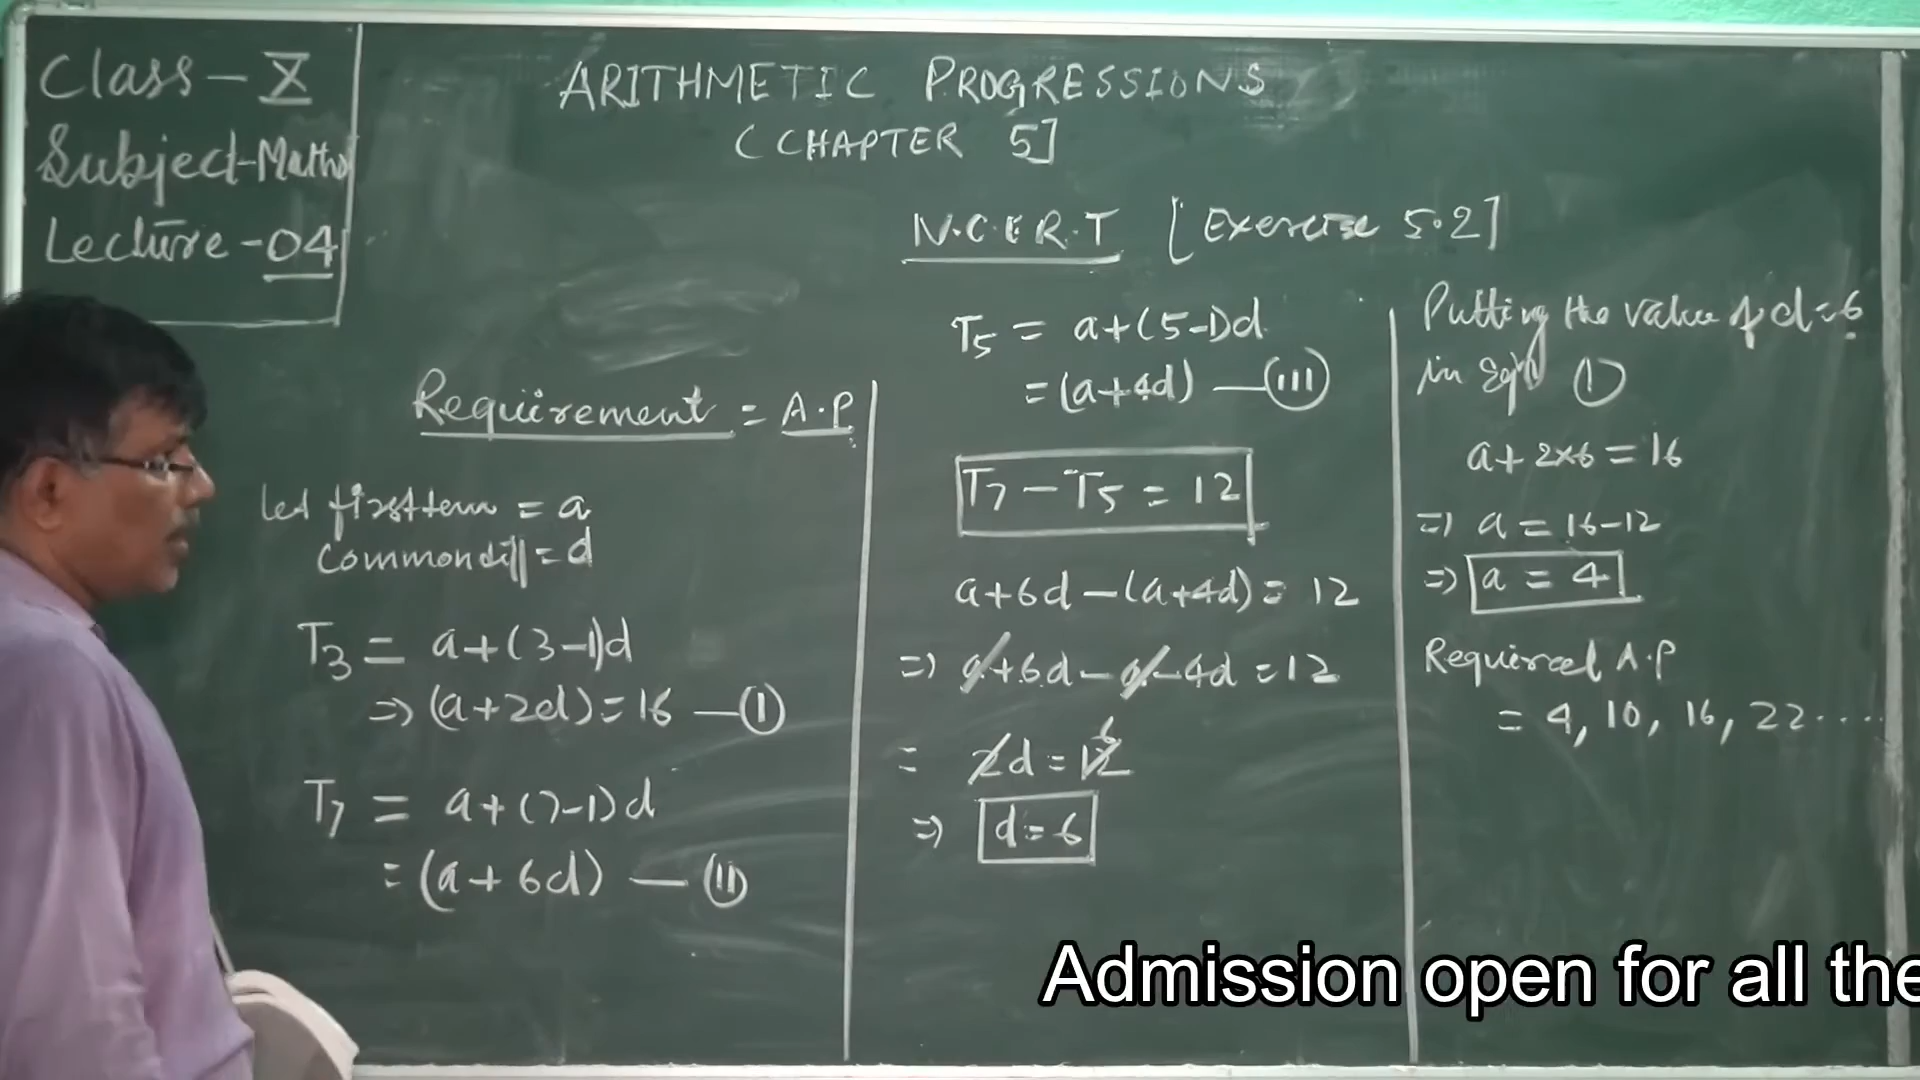 Class - X
Subject - Maths
Lecture - 04
ARITHMETIC PROGRESSIONS
(CHAPTER 5]
N.C.E.R.T [Exercise 5.2]
Requirement = A.P
Let first term = a
Common diff = d
T3 = a+(3-1)d
=> (a+2d) = 16 — (I)
T7 = a+(7-1)d
= (a+6d) — (II)
T5 = a+(5-1)d
= (a+4d) — (III)
T7 - T5 = 12
a+6d-(a+4d) = 12
=> a+6d-a-4d = 12
= 2d = 12 6
=> d = 6
Putting the value of d=6
in Eqn (I)
a+2×6 = 16
=> a = 16-12
=> a = 4
Required A.P
= 4, 10, 16, 22.....
Admission open for all the